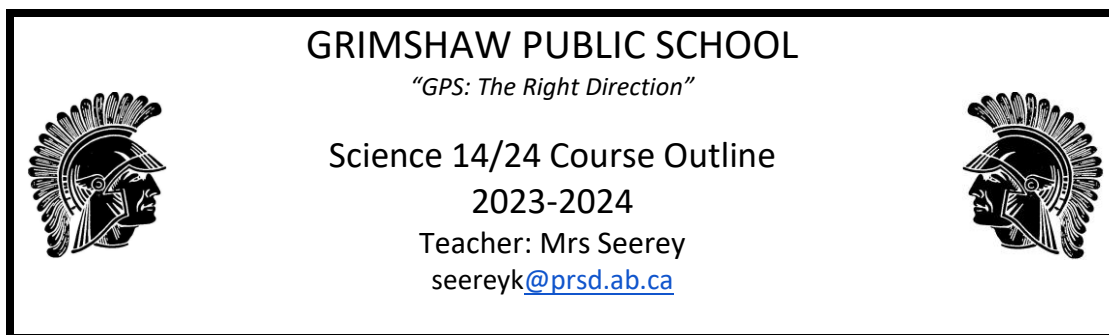 GRIMSHAW PUBLIC SCHOOL
“GPS: The Right Direction”
Science 14/24 Course Outline
2023-2024
Teacher: Mrs Seerey
seereyk@prsd.ab.ca